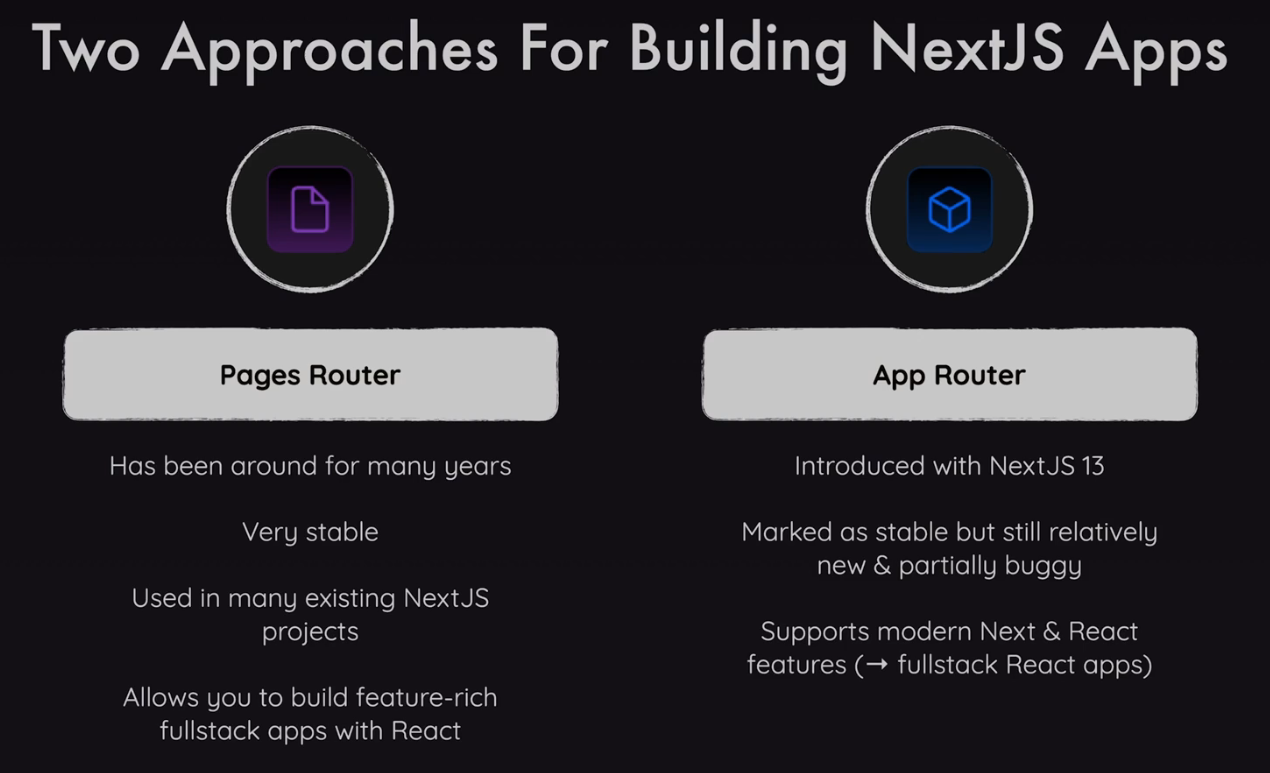 Two Approaches For Building NextJS Apps
Pages Router
Has been around for many years
Very stable
Used in many existing NextJS
projects
Allows you to build feature-rich
fullstack apps with React
App Router
Introduced with NextJS 13
Marked as stable but still relatively
new & partially buggy
Supports modern Next & React
features (→ fullstack React apps)